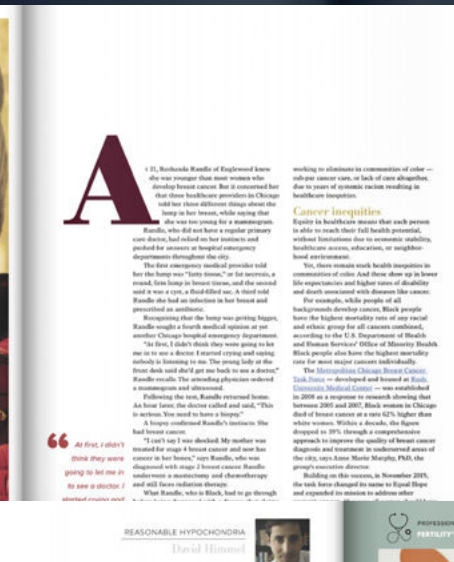 A
t 31, Roshonda Randle of Englewood knew
she was younger than most women who
develop breast cancer. But it concerned her
that three healthcare providers in Chicago
told her three different things about the
lump in her breast, while saying that
she was too young for a mammogram.
Randle, who did not have a regular primary
care doctor, had relied on her instincts and
pushed for answers at hospital emergency
departments throughout the city.
The first emergency medical provider told
her the lump was "fatty tissue," or fat necrosis, a
round, firm lump in breast tissue, and the second
said it was a cyst, a fluid-filled sac. A third told
Randle she had an infection in her breast and
prescribed an antibiotic.
Recognizing that the lump was getting bigger,
Randle sought a fourth medical opinion at yet
another Chicago hospital emergency department.
"At first, I didn't think they were going to let
me in to see a doctor. I started crying and saying
nobody is listening to me. The young lady at the
front desk said she'd get me back to see a doctor,"
Randle recalls. The attending physician ordered
a mammogram and ultrasound.
Following the test, Randle returned home.
An hour later, the doctor called and said, "This
is serious. You need to have a biopsy."
A biopsy confirmed Randle's instincts. She
had breast cancer.
"I can't say I was shocked. My mother was
treated for stage 4 breast cancer and now has
cancer in her bones," says Randle, who was
diagnosed with stage 2 breast cancer. Randle
underwent a mastectomy and chemotherapy
and still faces radiation therapy.
What Randle, who is Black, had to go through
“ At first, I didn't
think they were
going to let me in
to see a doctor. I
started crying and
working to eliminate in communities of color —
sub-par cancer care, or lack of care altogether,
due to years of systemic racism resulting in
healthcare inequities.
Cancer inequities
Equity in healthcare means that each person
is able to reach their full health potential,
without limitations due to economic stability,
healthcare access, education, or neighbor-
hood environment.
Yet, there remain stark health inequities in
communities of color. And these show up in lower
life expectancies and higher rates of disability
and death associated with diseases like cancer.
For example, while people of all
backgrounds develop cancer, Black people
have the highest mortality rate of any racial
and ethnic group for all cancers combined,
according to the U.S. Department of Health
and Human Services' Office of Minority Health.
Black people also have the highest mortality
rate for most major cancers individually.
The Metropolitan Chicago Breast Cancer
Task Force — developed and housed at Rush
University Medical Center — was established
in 2008 as a response to research showing that
between 2005 and 2007, Black women in Chicago
died of breast cancer at a rate 62% higher than
white women. Within a decade, the figure
dropped to 39% through a comprehensive
approach to improve the quality of breast cancer
diagnosis and treatment in underserved areas of
the city, says Anne Marie Murphy, PhD, the
group's executive director.
Building on this success, in November 2019,
the task force changed its name to Equal Hope
and expanded its mission to address other
REASONABLE HYPOCHONDRIA
David Himmel
PROFESSION
FERTILITY